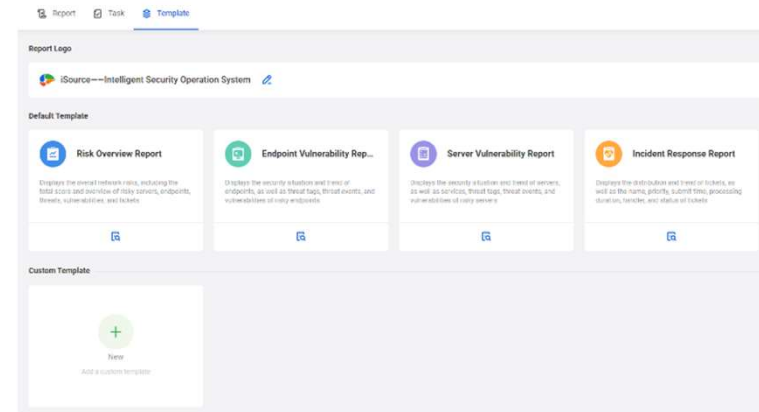 Report Task Template
Report Logo
iSource——Intelligent Security Operation System
Default Template
Risk Overview Report
Displays the overall network risks, including the
total score and overview of risky servers, endpoints,
threats, vulnerabilities, and tickets
Endpoint Vulnerability Rep...
Displays the security situation and trend of
endpoints, as well as threat tags, threat events, and
vulnerabilities of risky endpoints
Server Vulnerability Report
Displays the security situation and trend of servers,
as well as services, threat tags, threat events, and
vulnerabilities of risky servers
Incident Response Report
Displays the distribution and trend of tickets, as
well as the name, priority, submit time, processing
duration, handler, and status of tickets
Custom Template
New
Add a custom template